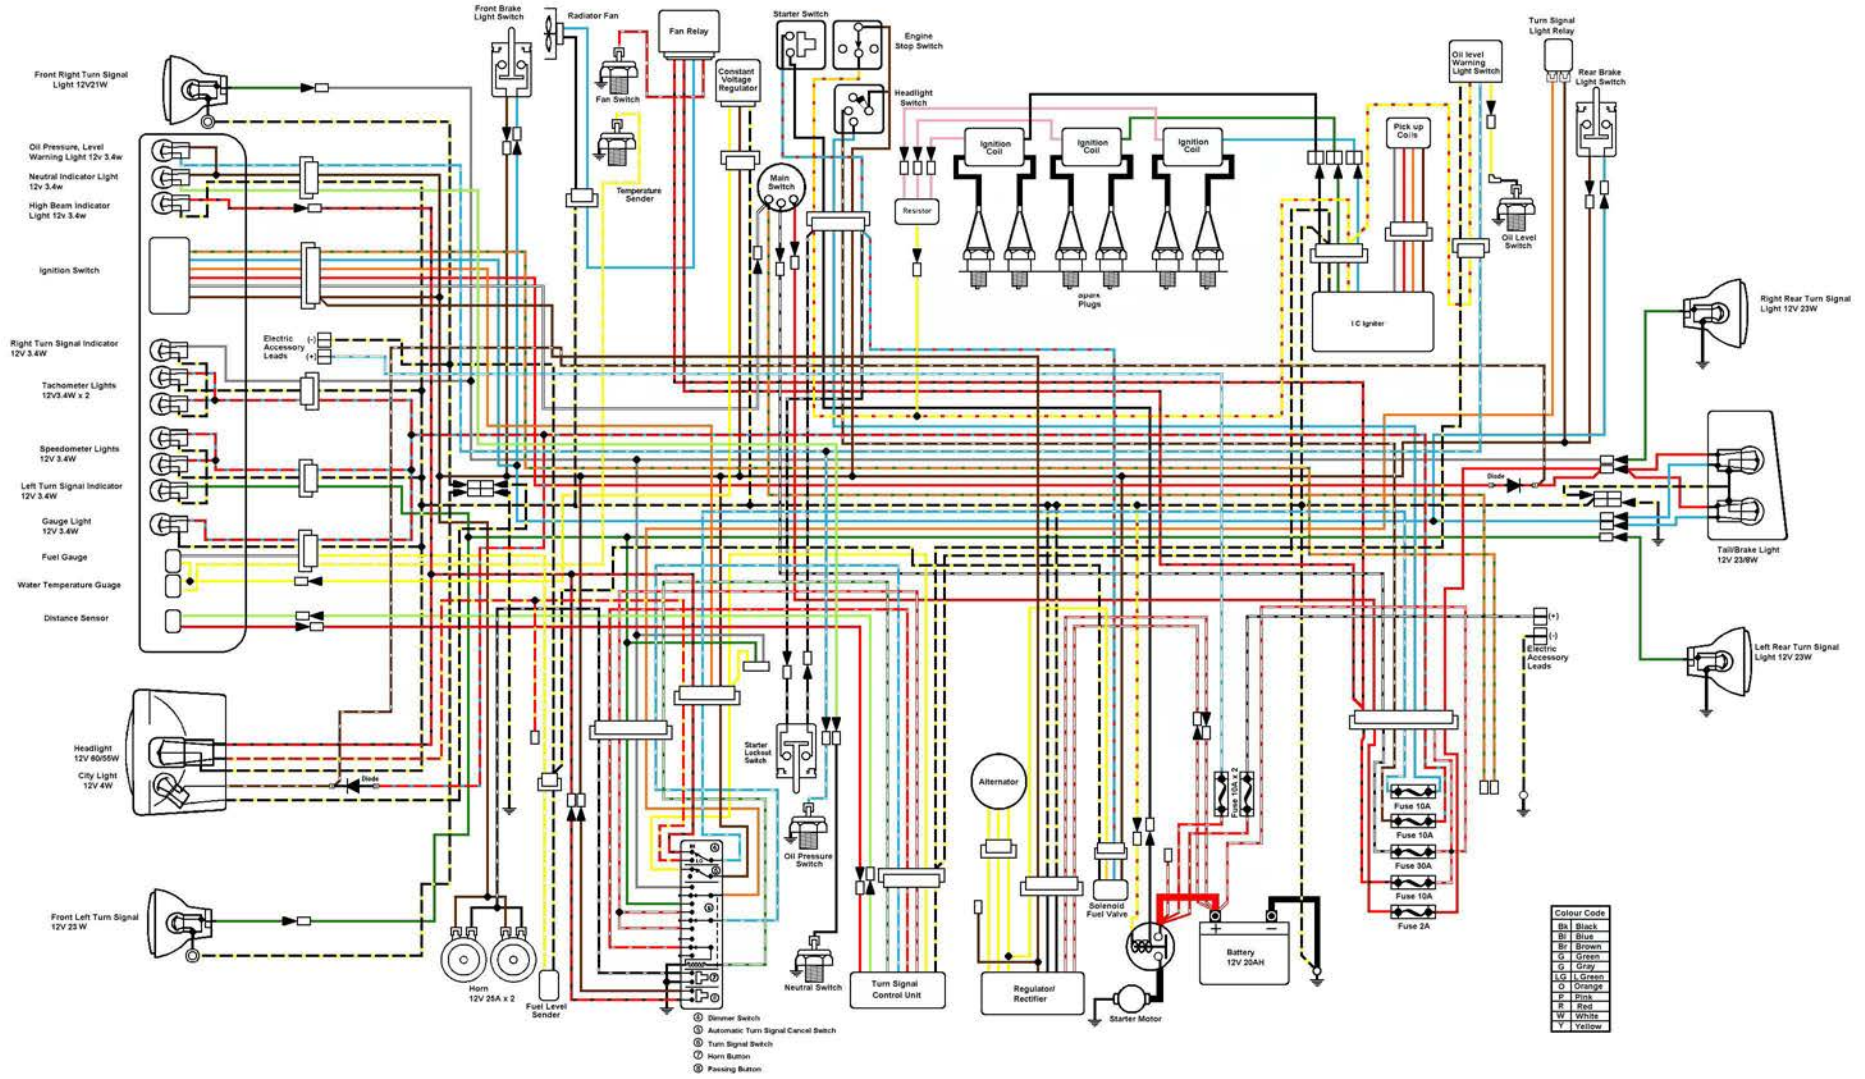 Front Brake
Light Switch
Radiator Fan
Fan Relay
Starter Switch
Engine
Stop Switch
Turn Signal
Light Relay
Oil level
Warning
Light Switch
Rear Brake
Light Switch
Front Right Turn Signal
Light 12V21W
Fan Switch
Constant
Voltage
Regulator
Headlight
Switch
Ignition
Coil
Ignition
Coil
Ignition
Coil
Pick up
Coils
Oil Pressure, Level
Warning Light 12v 3.4w
Neutral Indicator Light
12v 3.4w
High Beam Indicator
Light 12v 3.4w
Temperature
Sender
Main
Switch
Resistor
Oil Level
Switch
Ignition Switch
Spark
Plugs
I C Igniter
Right Rear Turn Signal
Light 12V 23W
Right Turn Signal Indicator
12V 3.4W
Electric
Accessory
Leads
(-)
(+)
Tachometer Lights
12V3.4W x 2
Speedometer Lights
12V 3.4W
Left Turn Signal Indicator
12V 3.4W
Diode
Gauge Light
12V 3.4W
Fuel Gauge
Water Temperature Guage
Distance Sensor
Tail/Brake Light
12V 23/8W
(+)
(-)
Electric
Accessory
Leads
Left Rear Turn Signal
Light 12V 23W
Headlight
12V 60/55W
City Light
12V 4W
Diode
Starter
Lockout
Switch
Alternator
Fuse 10A x 2
Fuse 10A
Fuse 10A
Fuse 30A
Fuse 10A
Fuse 2A
Oil Pressure
Switch
Solenoid
Fuel Valve
Front Left Turn Signal
12V 23 W
Horn
12V 25A x 2
Fuel Level
Sender
Neutral Switch
Turn Signal
Control Unit
Regulator/
Rectifier
Starter Motor
+ -
Battery
12V 20AH
HI
LO
④ Dimmer Switch
⑤ Automatic Turn Signal Cancel Switch
⑥ Turn Signal Switch
⑦ Horn Button
⑧ Passing Button
Colour Code
Bk Black
Bl Blue
Br Brown
G Green
G Gray
LG L Green
O Orange
P Pink
R Red
W White
Y Yellow